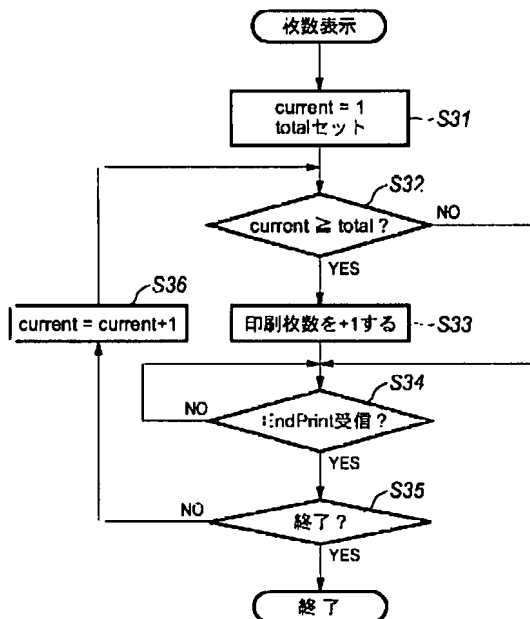 枚数表示
current = 1
totalセット
S31
S32
current ≧ total ?
NO
YES
S36
current = current+1
印刷枚数を+1する
S33
S34
NO
EndPrint受信 ?
YES
S35
NO
終了 ?
YES
終了